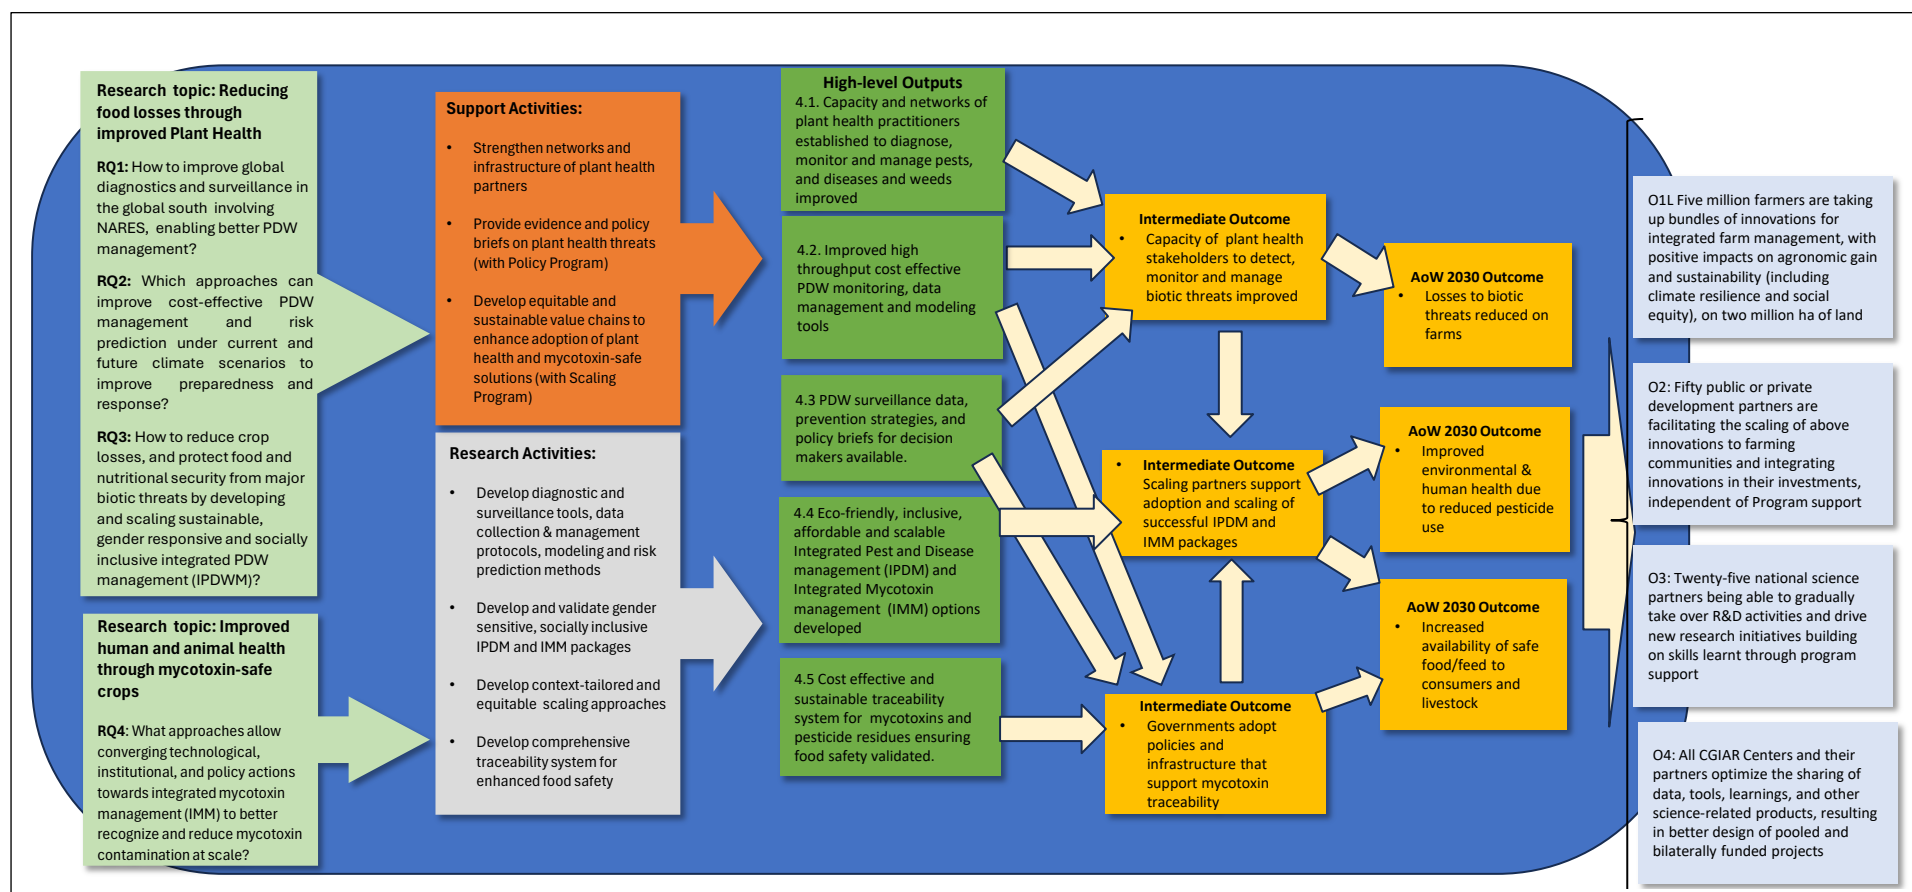 Research topic: Reducing
food losses through
improved Plant Health
RQ1: How to improve global
diagnostics and surveillance in
the global south involving
NARES, enabling better PDW
management?
RQ2: Which approaches can
improve cost-effective PDW
management and risk
prediction under current and
future climate scenarios to
improve preparedness and
response?
RQ3: How to reduce crop
losses, and protect food and
nutritional security from major
biotic threats by developing
and scaling sustainable,
gender responsive and socially
inclusive integrated PDW
management (IPDWM)?
Research topic: Improved
human and animal health
through mycotoxin-safe
crops
RQ4: What approaches allow
converging technological,
institutional, and policy actions
towards integrated mycotoxin
management (IMM) to better
recognize and reduce mycotoxin
contamination at scale?
Support Activities:
• Strengthen networks and
infrastructure of plant health
partners
• Provide evidence and policy
briefs on plant health threats
(with Policy Program)
• Develop equitable and
sustainable value chains to
enhance adoption of plant
health and mycotoxin-safe
solutions (with Scaling
Program)
Research Activities:
• Develop diagnostic and
surveillance tools, data
collection & management
protocols, modeling and risk
prediction methods
• Develop and validate gender
sensitive, socially inclusive
IPDM and IMM packages
• Develop context-tailored and
equitable scaling approaches
• Develop comprehensive
traceability system for
enhanced food safety
High-level Outputs
4.1. Capacity and networks of
plant health practitioners
established to diagnose,
monitor and manage pests,
and diseases and weeds
improved
4.2. Improved high
throughput cost effective
PDW monitoring, data
management and modeling
tools
4.3 PDW surveillance data,
prevention strategies, and
policy briefs for decision
makers available.
4.4 Eco-friendly, inclusive,
affordable and scalable
Integrated Pest and Disease
management (IPDM) and
Integrated Mycotoxin
management (IMM) options
developed
4.5 Cost effective and
sustainable traceability
system for mycotoxins and
pesticide residues ensuring
food safety validated.
Intermediate Outcome
• Capacity of plant health
stakeholders to detect,
monitor and manage
biotic threats improved
• Intermediate Outcome
Scaling partners support
adoption and scaling of
successful IPDM and
IMM packages
Intermediate Outcome
• Governments adopt
policies and
infrastructure that
support mycotoxin
traceability
AoW 2030 Outcome
• Losses to biotic
threats reduced on
farms
AoW 2030 Outcome
• Improved
environmental &
human health due
to reduced pesticide
use
AoW 2030 Outcome
• Increased
availability of safe
food/feed to
consumers and
livestock
O1L Five million farmers are taking
up bundles of innovations for
integrated farm management, with
positive impacts on agronomic gain
and sustainability (including
climate resilience and social
equity), on two million ha of land
O2: Fifty public or private
development partners are
facilitating the scaling of above
innovations to farming
communities and integrating
innovations in their investments,
independent of Program support
O3: Twenty-five national science
partners being able to gradually
take over R&D activities and drive
new research initiatives building
on skills learnt through program
support
O4: All CGIAR Centers and their
partners optimize the sharing of
data, tools, learnings, and other
science-related products, resulting
in better design of pooled and
bilaterally funded projects